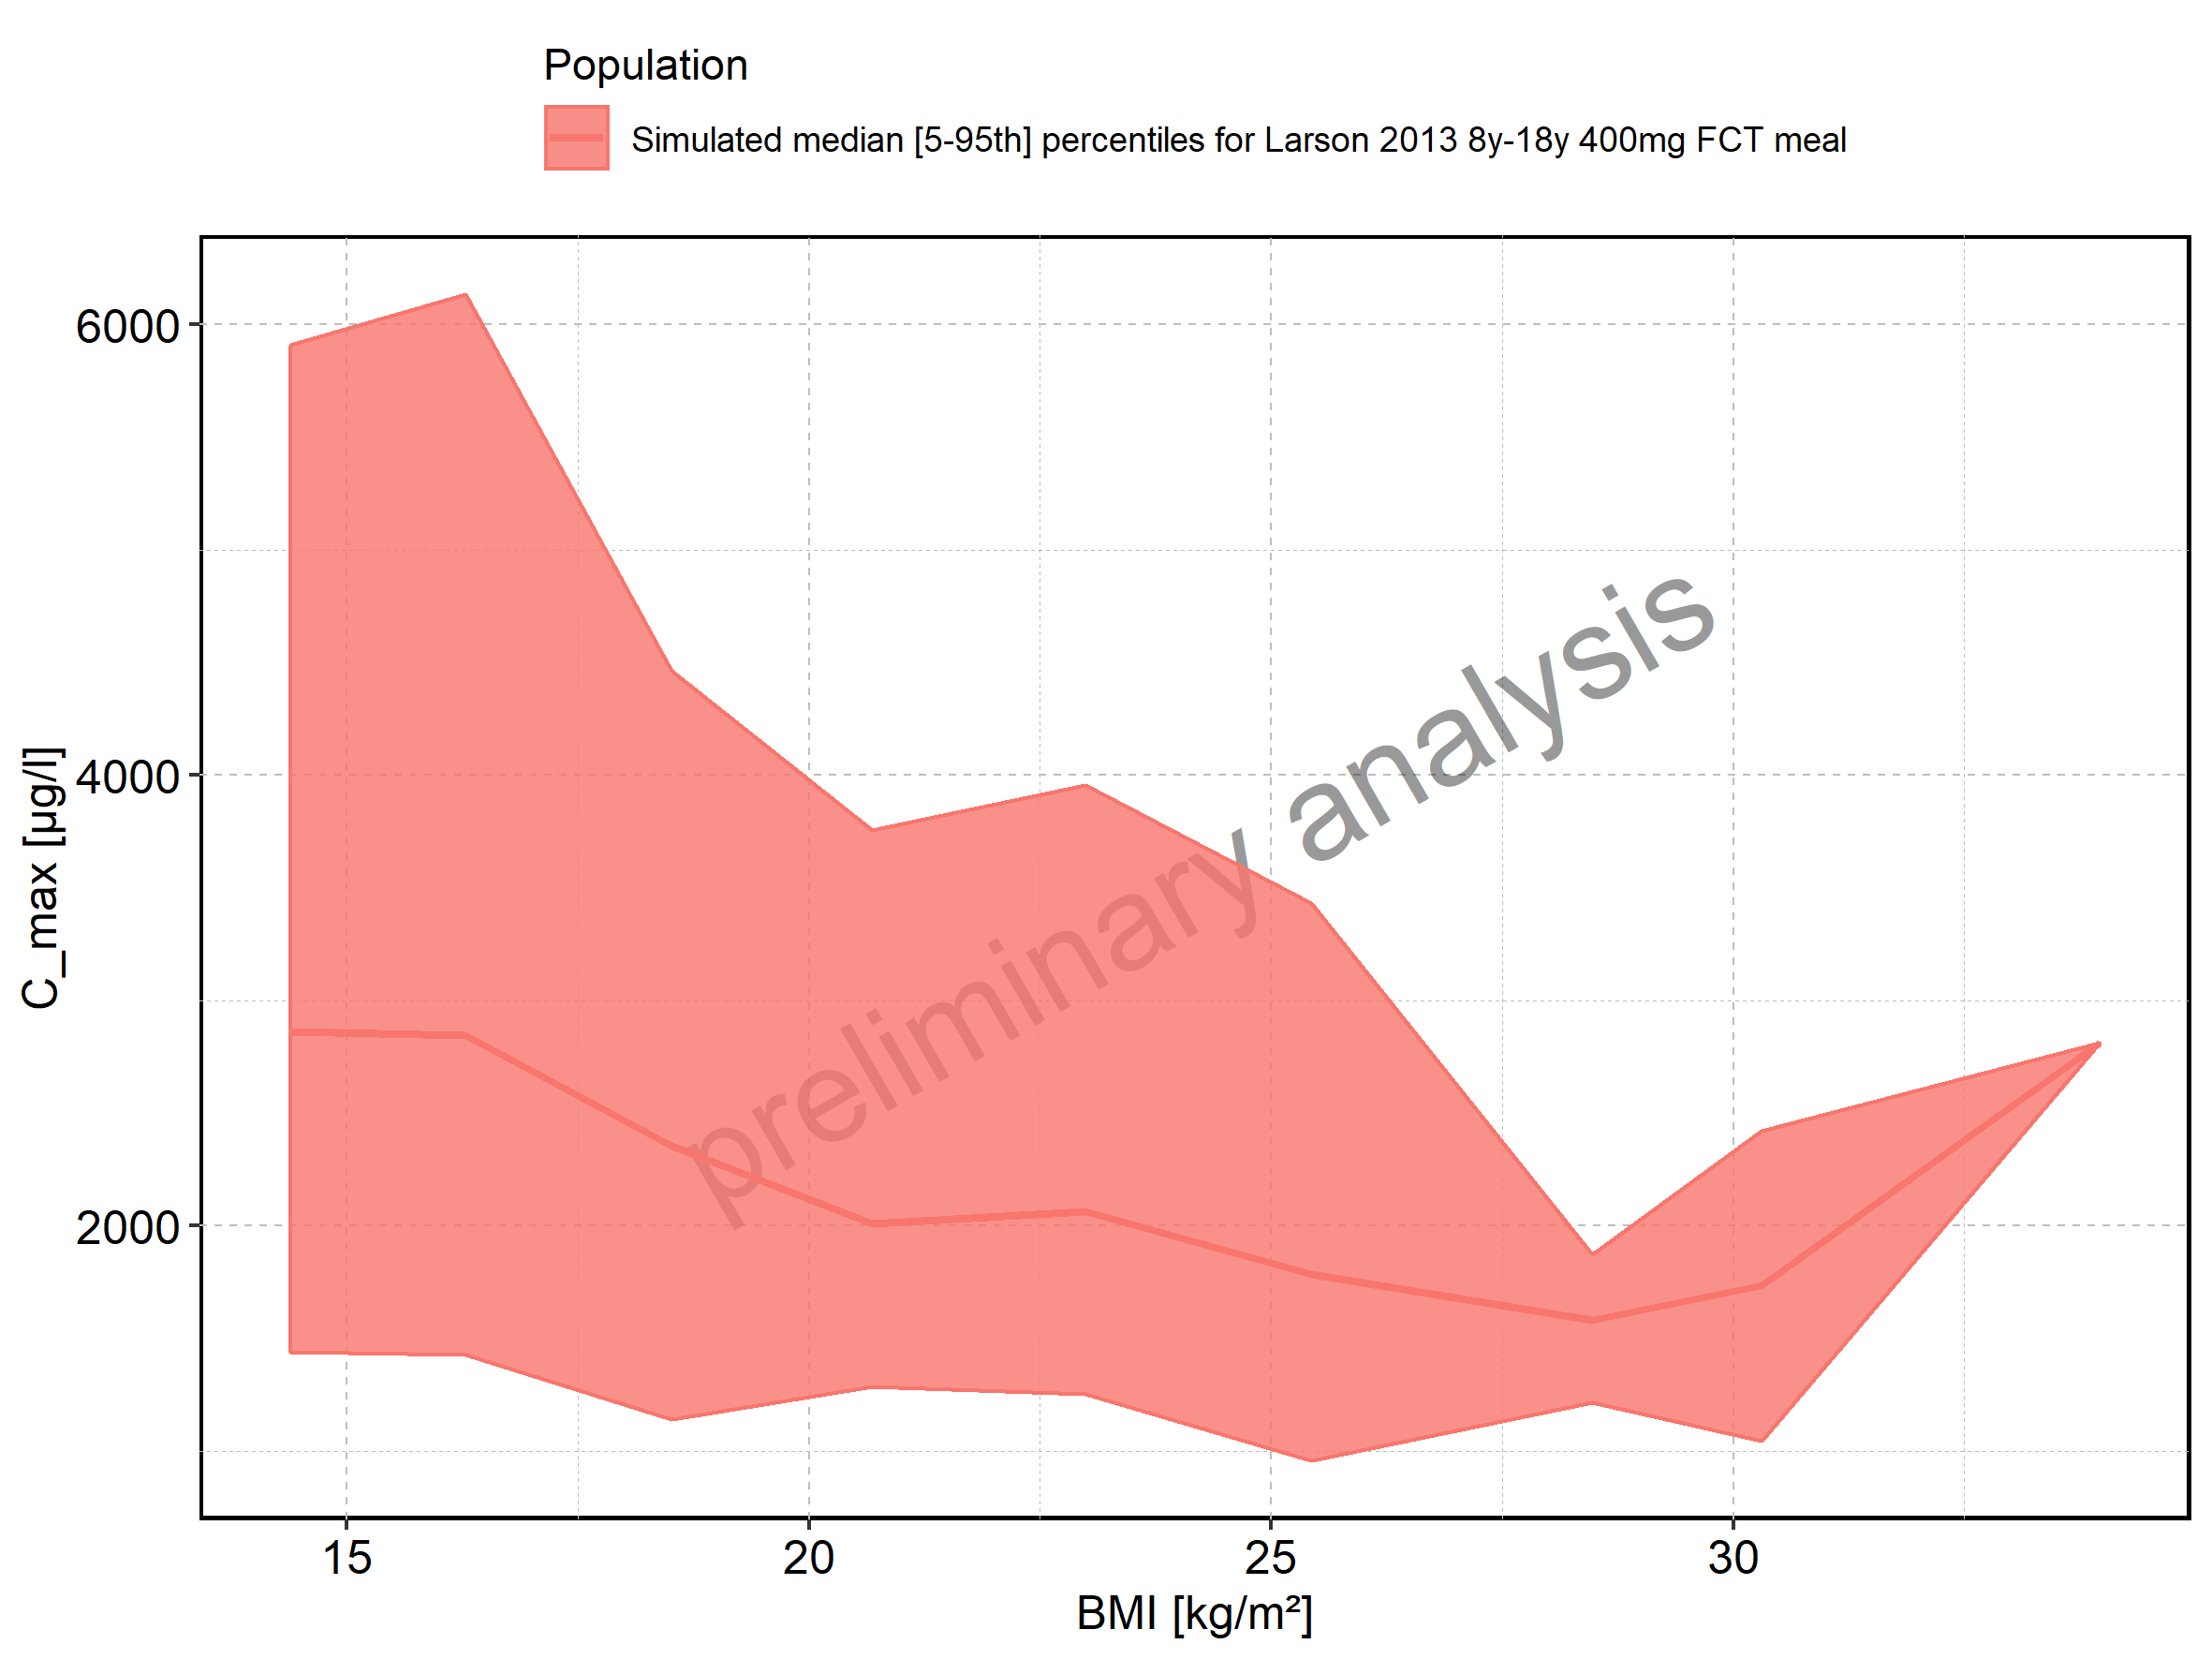 Population
Simulated median [5-95th] percentiles for Larson 2013 8y-18y 400mg FCT meal
6000
4000
2000
C_max [µg/l]
preliminary analysis
15 20 25 30
BMI [kg/m²]